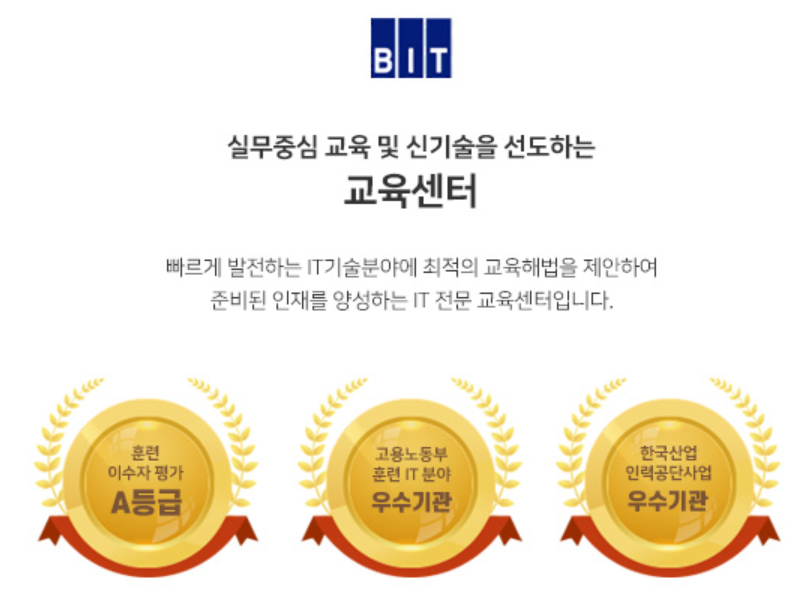 BIT
실무중심 교육 및 신기술을 선도하는
교육센터
빠르게 발전하는 IT기술분야에 최적의 교육해법을 제안하여
준비된 인재를 양성하는 IT 전문 교육센터입니다.
훈련
이수자 평가
A등급
고용노동부
훈련 IT 분야
우수기관
한국산업
인력공단사업
우수기관